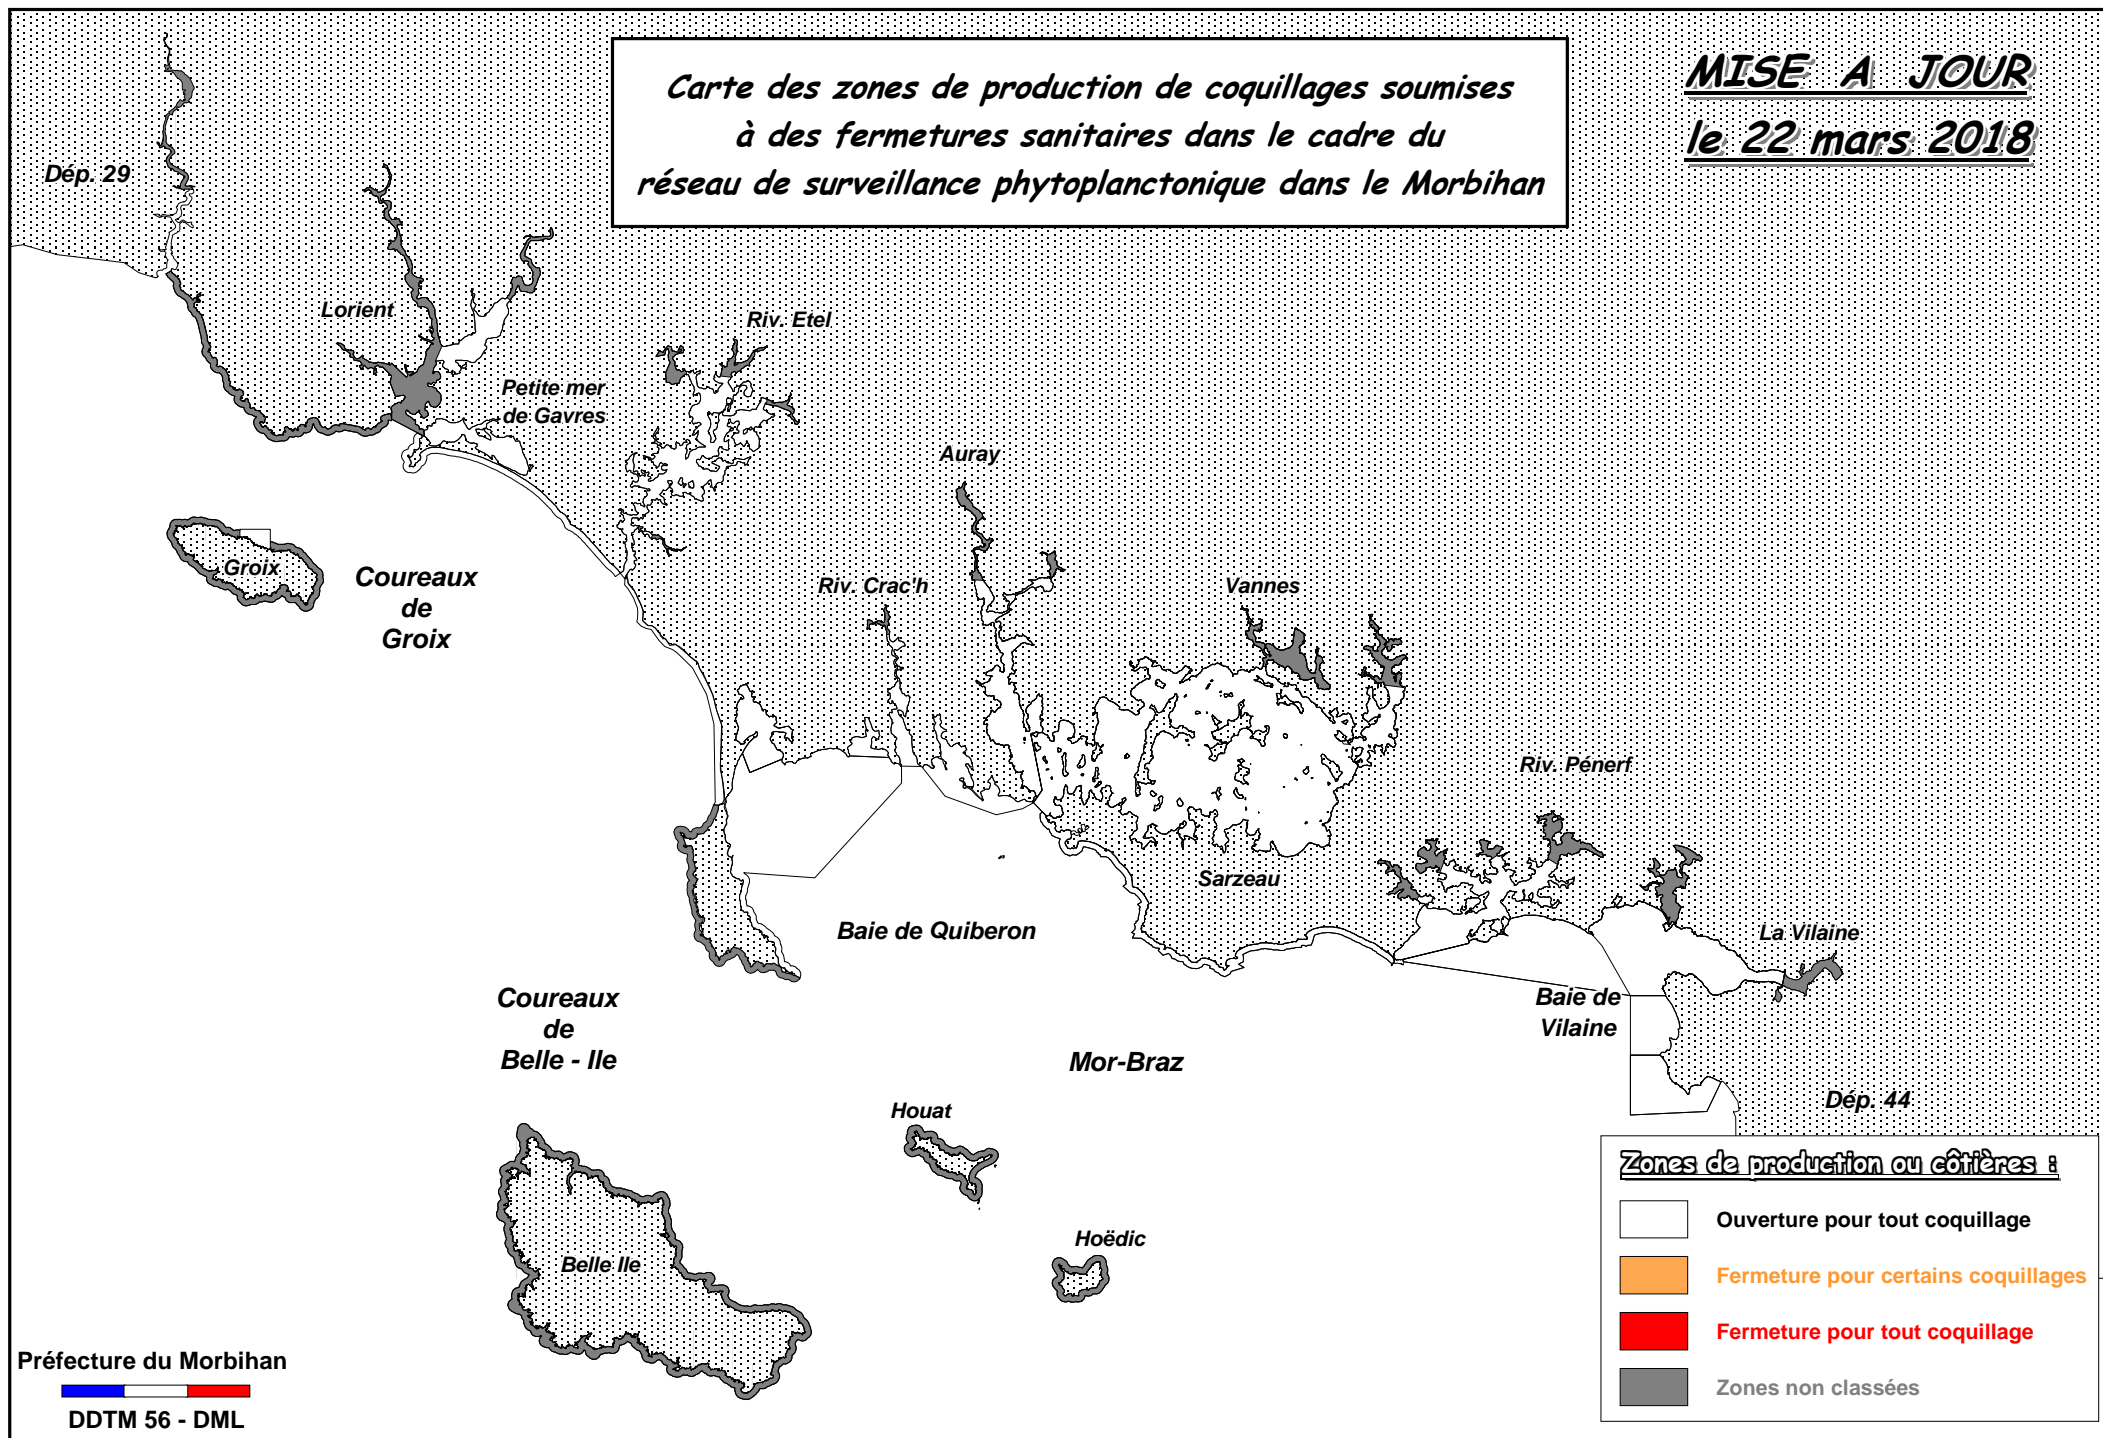 Carte des zones de production de coquillages soumises
à des fermetures sanitaires dans le cadre du
réseau de surveillance phytoplanctonique dans le Morbihan
MISE A JOUR
le 22 mars 2018
Dép. 29
Lorient
Riv. Etel
Petite mer
de Gavres
Auray
Groix
Coureaux
de
Groix
Riv. Crac'h
Vannes
Riv. Pénerf
Sarzeau
Baie de Quiberon
La Vilaine
Coureaux
de
Belle - Ile
Baie de
Vilaine
Mor-Braz
Houat
Dép. 44
Hoëdic
Belle Ile
Zones de production ou côtières :
Ouverture pour tout coquillage
Fermeture pour certains coquillages
Fermeture pour tout coquillage
Zones non classées
Préfecture du Morbihan
DDTM 56 - DML